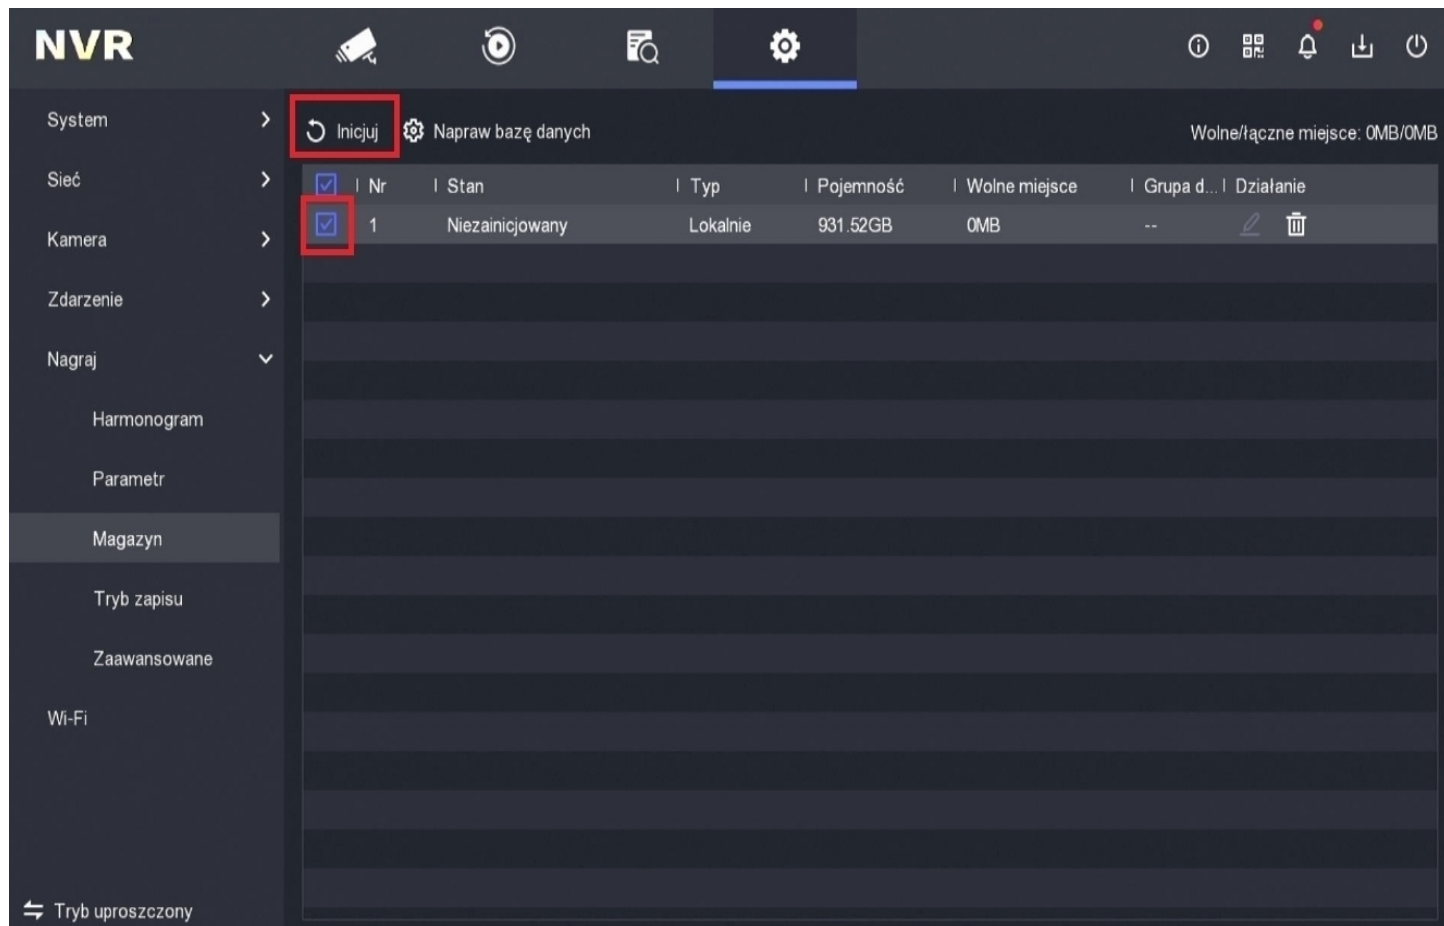 NVR
System
Sieć
Kamera
Zdarzenie
Nagraj
Harmonogram
Parametr
Magazyn
Tryb zapisu
Zaawansowane
Wi-Fi
Tryb uproszczony
Inicjuj Napraw bazę danych Wolne/łączne miejsce: 0MB/0MB
Nr Stan Typ Pojemność Wolne miejsce Grupa d... Działanie
1 Niezainicjowany Lokalnie 931.52GB 0MB --